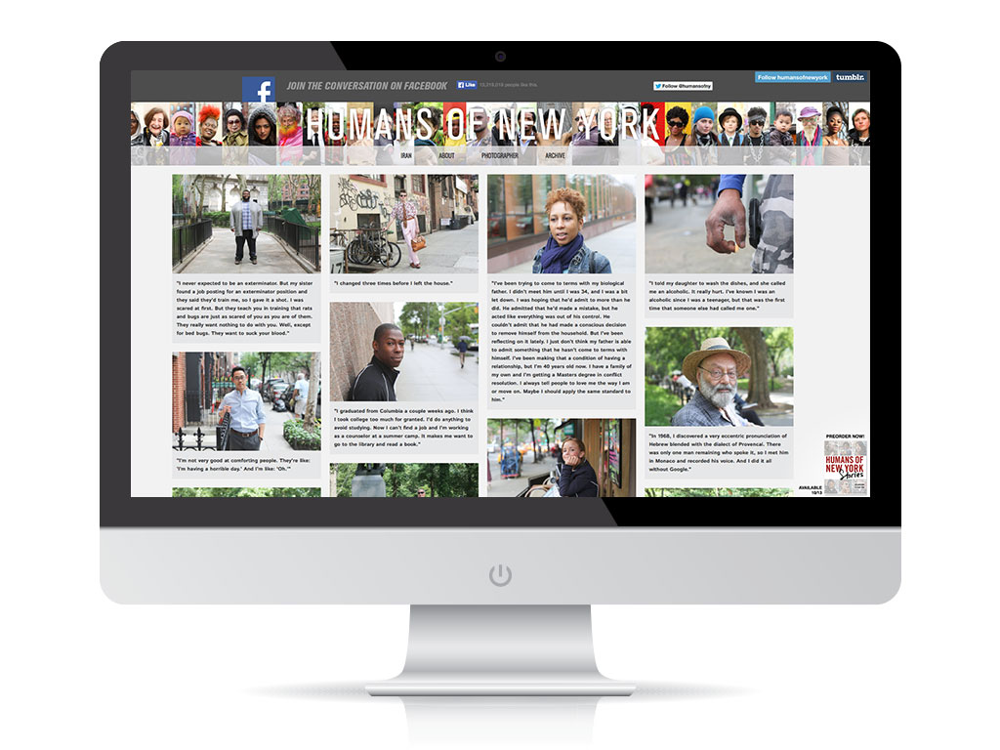 Follow humansofnewyork
tumblr.
f
JOIN THE CONVERSATION ON FACEBOOK
Like
people like this.
Follow @humansofny
HUMANS OF NEW YORK
IRAN ABOUT PHOTOGRAPHER ARCHIVE
"I never expected to be an exterminator. But my sister
found a job posting for an exterminator position and
they said they'd train me, so I gave it a shot. I was
scared at first. But they teach you in training that rats
and bugs are just as scared of you as you are of them.
They really want nothing to do with you. Well, except
for bed bugs. They want to suck your blood."
"I'm not very good at comforting people. They're like:
'I'm having a horrible day.' And I'm like: 'Oh.'"
"I changed three times before I left the house."
"I graduated from Columbia a couple weeks ago. I think
I took college too much for granted. I'd do anything to
avoid studying. Now I can't find a job and I'm working
as a counselor at a summer camp. It makes me want to
go to the library and read a book."
"I've been trying to come to terms with my biological
father. I didn't meet him until I was 34, and I was a bit
let down. I was hoping that he'd admit to more than he
did. He admitted that he'd made a mistake, but he
acted like everything was out of his control. He
couldn't admit that he had made a conscious decision
to remove himself from the household. But I've been
reflecting on it lately. I just don't think my father is able
to admit something that he hasn't come to terms with
himself. I've been making that a condition of having a
relationship, but I'm 40 years old now. I have a family of
my own and I'm getting a Masters degree in conflict
resolution. I always tell people to love me the way I am
or move on. Maybe I should apply the same standard to
him."
"I told my daughter to wash the dishes, and she called
me an alcoholic. It really hurt. I've known I was an
alcoholic since I was a teenager, but that was the first
time that someone else had called me one."
"In 1968, I discovered a very eccentric pronunciation of
Hebrew blended with the dialect of Provencal. There
was only one man remaining who spoke it, so I met him
in Monaco and recorded his voice. And I did it all
without Google."
PREORDER NOW!
HUMANS OF
NEW YORK
Stories
AVAILABLE
10/13